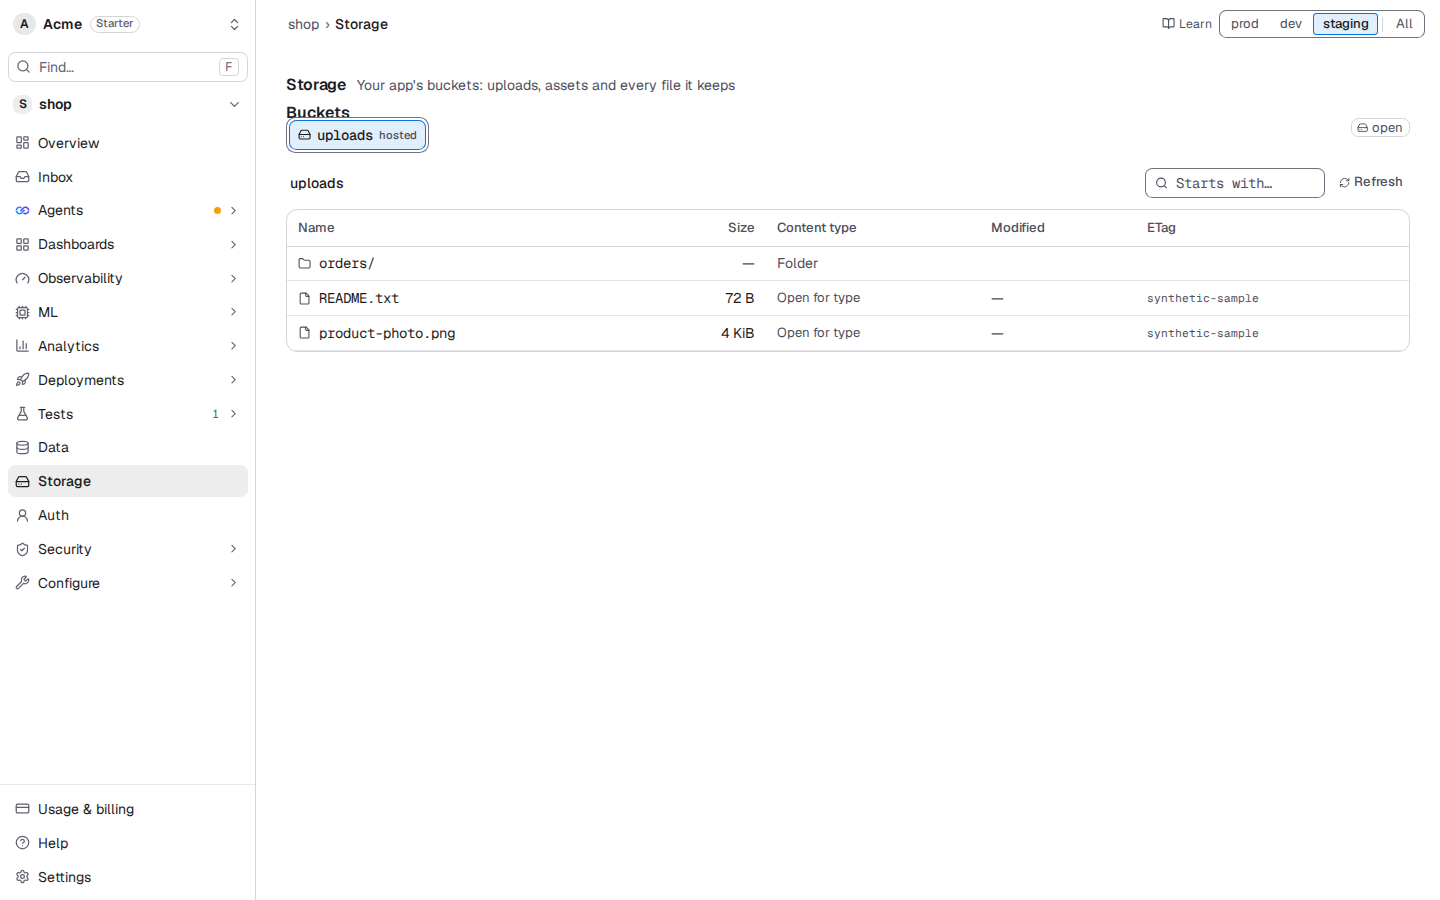 A Acme Starter
Find… F
S shop
Overview
Inbox
Agents
Dashboards
Observability
ML
Analytics
Deployments
Tests 1
Data
Storage
Auth
Security
Configure
Usage & billing
Help
Settings
shop › Storage
Learn prod dev staging All
Storage Your app's buckets: uploads, assets and every file it keeps
Buckets
uploads hosted
open
uploads
Starts with…
Refresh
Name Size Content type Modified ETag
orders/ — Folder
README.txt 72 B Open for type — synthetic-sample
product-photo.png 4 KiB Open for type — synthetic-sample